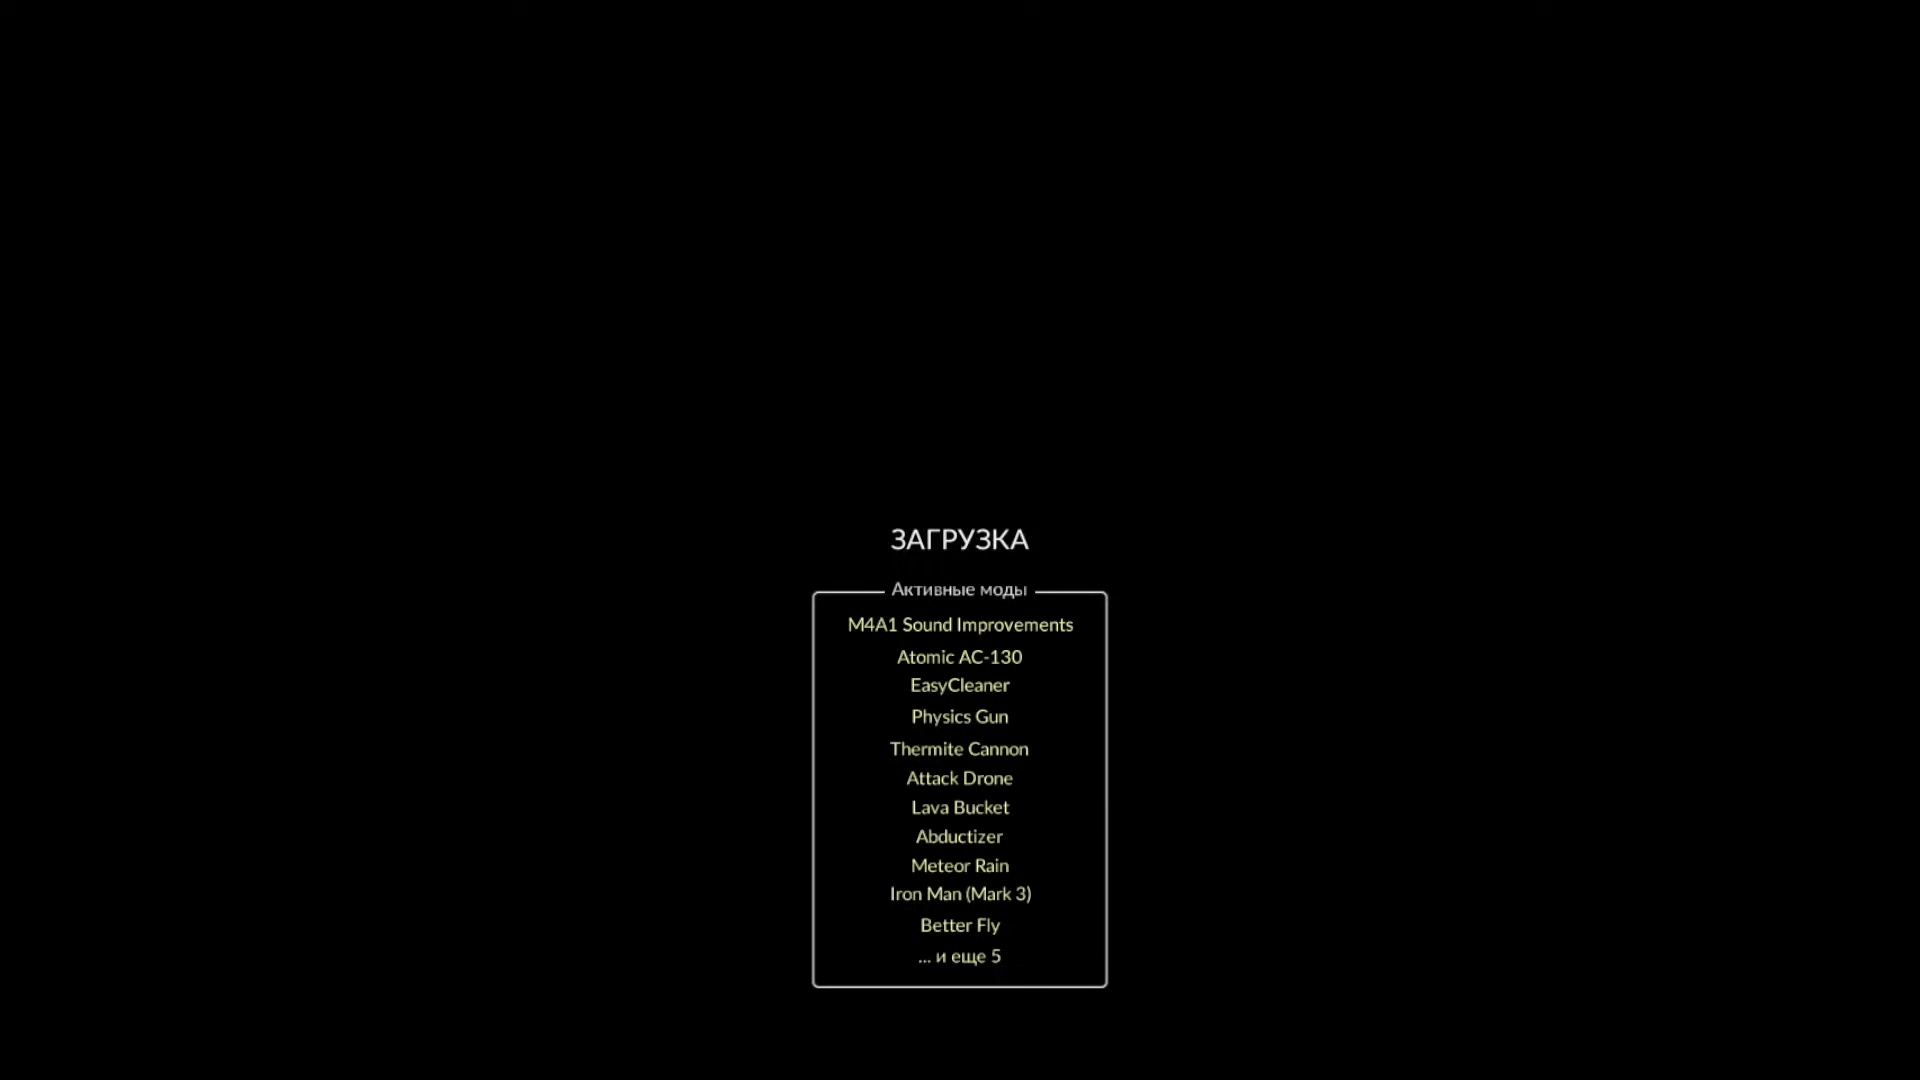 ЗАГРУЗКА
Активные моды
M4A1 Sound Improvements
Atomic AC-130
EasyCleaner
Physics Gun
Thermite Cannon
Attack Drone
Lava Bucket
Abductizer
Meteor Rain
Iron Man (Mark 3)
Better Fly
... и еще 5